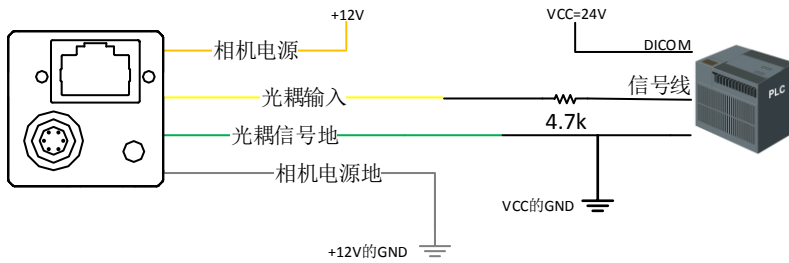 +12V
VCC=24V
相机电源
DICOM
光耦输入
信号线
PLC
光耦信号地
4.7k
相机电源地
VCC的GND
+12V的GND